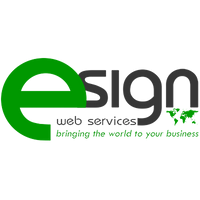 esign
web services
bringing the world to your business